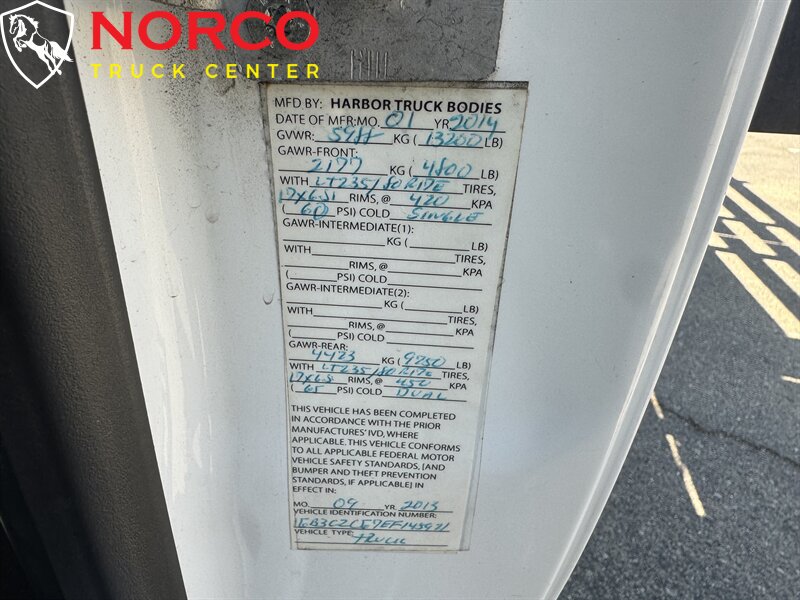 NORCO
TRUCK CENTER
MFD BY: HARBOR TRUCK BODIES
DATE OF MFR:MO. 01 YR. 2014
GVWR: KG ( 13200 LB)
GAWR-FRONT:
2177 KG ( 4800 LB)
WITH LT235/80R17E TIRES,
RIMS, @ 420 KPA
( 60 PSI) COLD SINGLE
GAWR-INTERMEDIATE(1):
KG ( LB)
WITH TIRES,
RIMS, @ KPA
( PSI) COLD
GAWR-INTERMEDIATE(2):
KG ( LB)
WITH TIRES,
RIMS, @ KPA
( PSI) COLD
GAWR-REAR:
4423 KG ( 9750 LB)
WITH LT235/80R17E TIRES,
RIMS, @ 450 KPA
( 65 PSI) COLD DUAL
THIS VEHICLE HAS BEEN COMPLETED
IN ACCORDANCE WITH THE PRIOR
MANUFACTURES' IVD, WHERE
APPLICABLE. THIS VEHICLE CONFORMS
TO ALL APPLICABLE FEDERAL MOTOR
VEHICLE SAFETY STANDARDS, [AND
BUMPER AND THEFT PREVENTION
STANDARDS, IF APPLICABLE] IN
EFFECT IN:
MO. 09 YR. 2013
VEHICLE IDENTIFICATION NUMBER:
VEHICLE TYPE: TRUCK